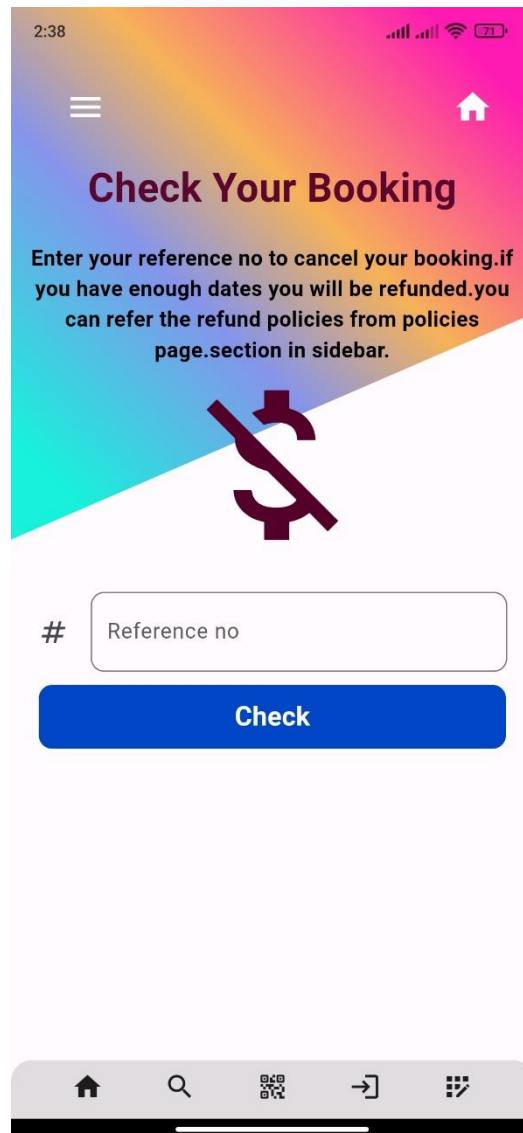 2:38
71
Check Your Booking
Enter your reference no to cancel your booking.if
you have enough dates you will be refunded.you
can refer the refund policies from policies
page.section in sidebar.
# Reference no
Check